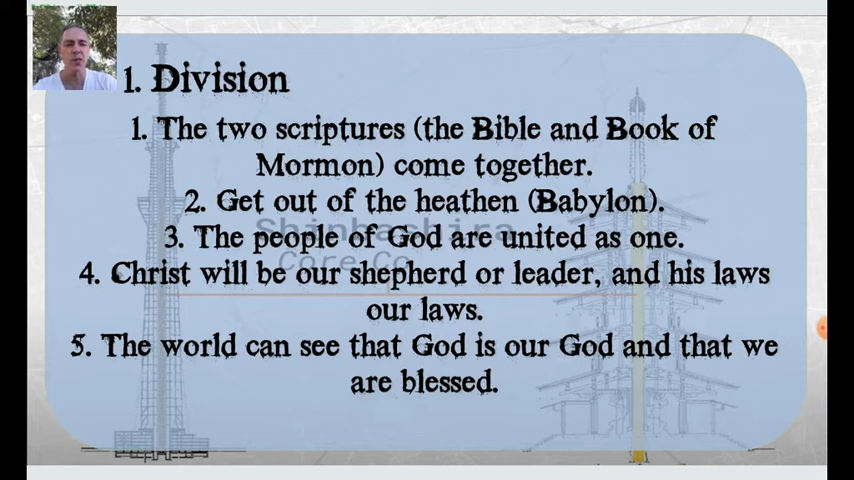 1. Division
1. The two scriptures (the Bible and Book of
Mormon) come together.
2. Get out of the heathen (Babylon).
Shinbashira
3. The people of God are united as one.
Core Co
4. Christ will be our shepherd or leader, and his laws
our laws.
5. The world can see that God is our God and that we
are blessed.